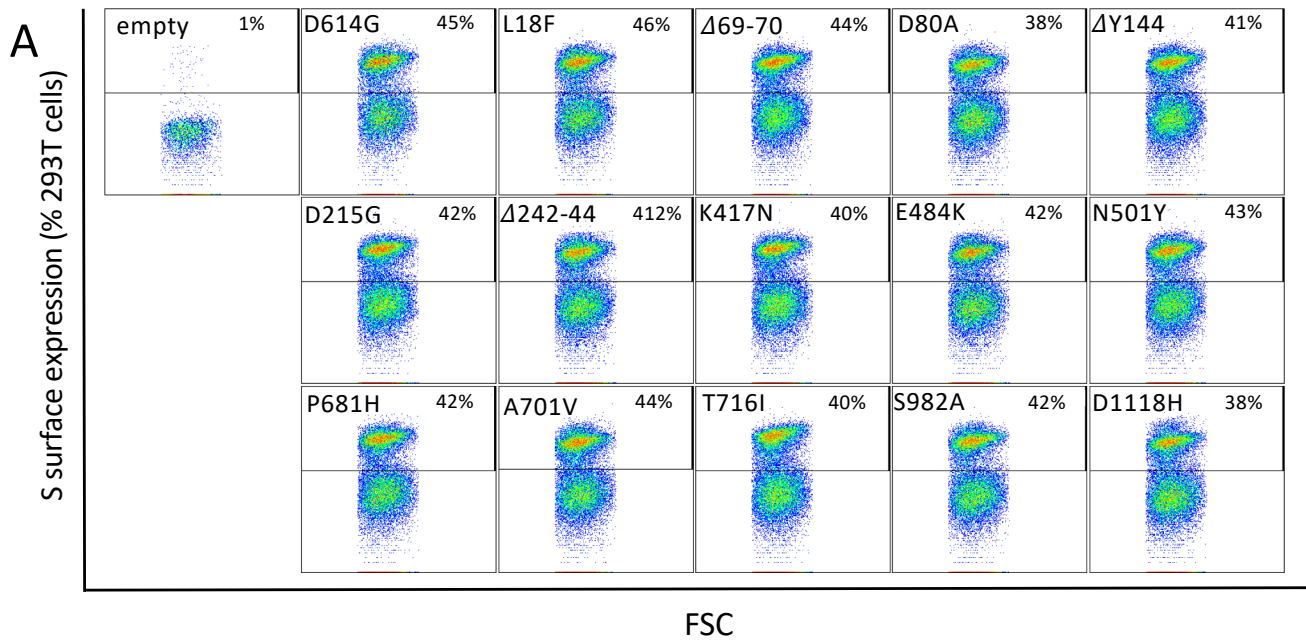 A
S surface expression (% 293T cells)
empty 1%
D614G 45%
L18F 46%
Δ69-70 44%
D80A 38%
ΔY144 41%
D215G 42%
Δ242-44 412%
K417N 40%
E484K 42%
N501Y 43%
P681H 42%
A701V 44%
T716I 40%
S982A 42%
D1118H 38%
FSC